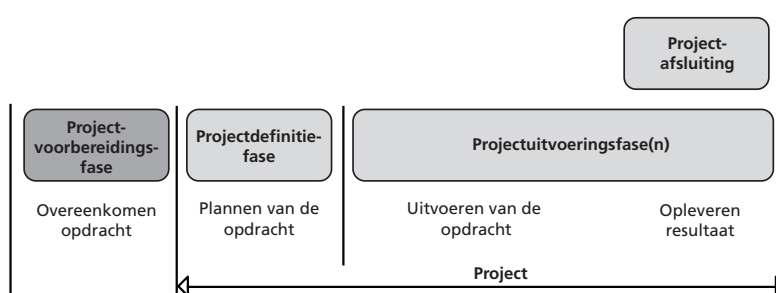 Project-
afsluiting
Project-
voorbereidings-
fase
Projectdefinitie-
fase
Projectuitvoeringsfase(n)
Overeenkomen
opdracht
Plannen van de
opdracht
Uitvoeren van de
opdracht
Opleveren
resultaat
Project